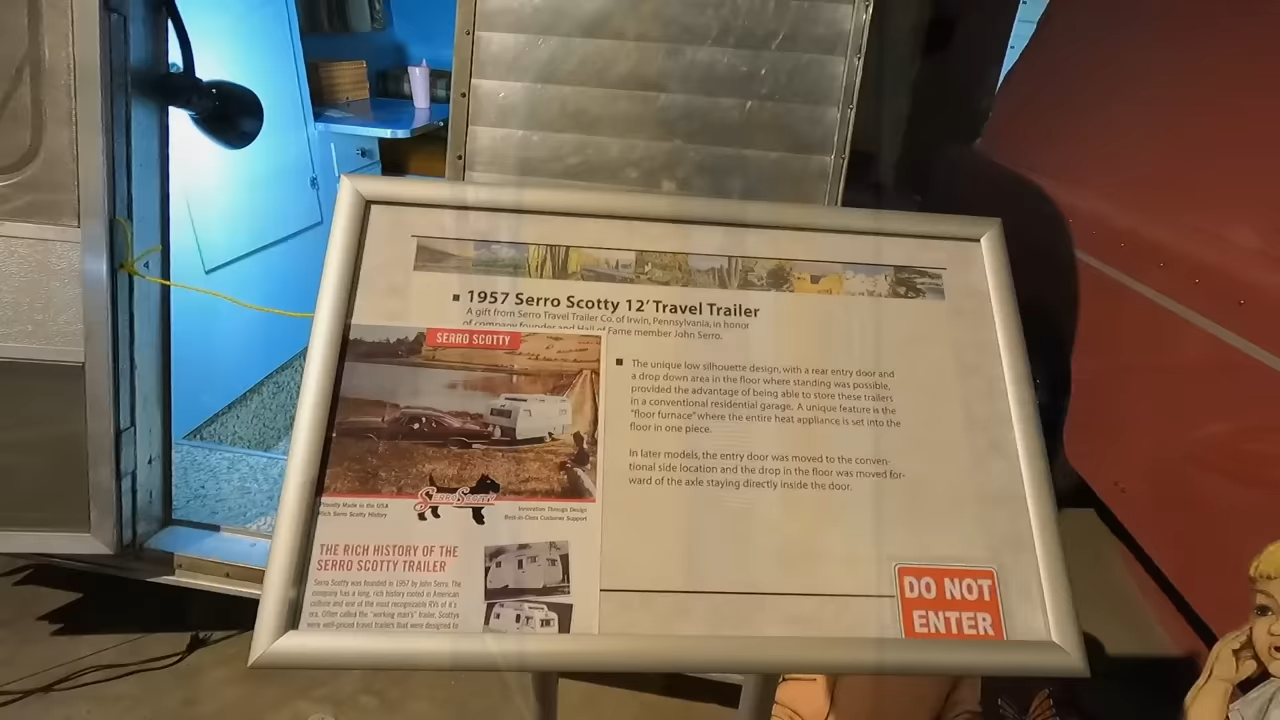 1957 Serro Scotty 12' Travel Trailer
A gift from Serro Travel Trailer Co. of Irwin, Pennsylvania, in honor
of company founder and Hall of Fame member John Serro.
SERRO SCOTTY
The unique low silhouette design, with a rear entry door and
a drop down area in the floor where standing was possible,
provided the advantage of being able to store these trailers
in a conventional residential garage. A unique feature is the
"floor furnace" where the entire heat appliance is set into the
floor in one piece.
In later models, the entry door was moved to the conven-
tional side location and the drop in the floor was moved for-
ward of the axle staying directly inside the door.
SERRO SCOTTY
Proudly Made in the USA
Rich Serro Scotty History
Innovation Through Design
Best-in-Class Customer Support
THE RICH HISTORY OF THE
SERRO SCOTTY TRAILER
Serro Scotty was founded in 1957 by John Serro. The
company has a long, rich history rooted in American
culture and one of the most recognizable RVs of it's
era. Often called the "working man's" trailer, Scottys
were well-priced travel trailers that were designed to
DO NOT
ENTER